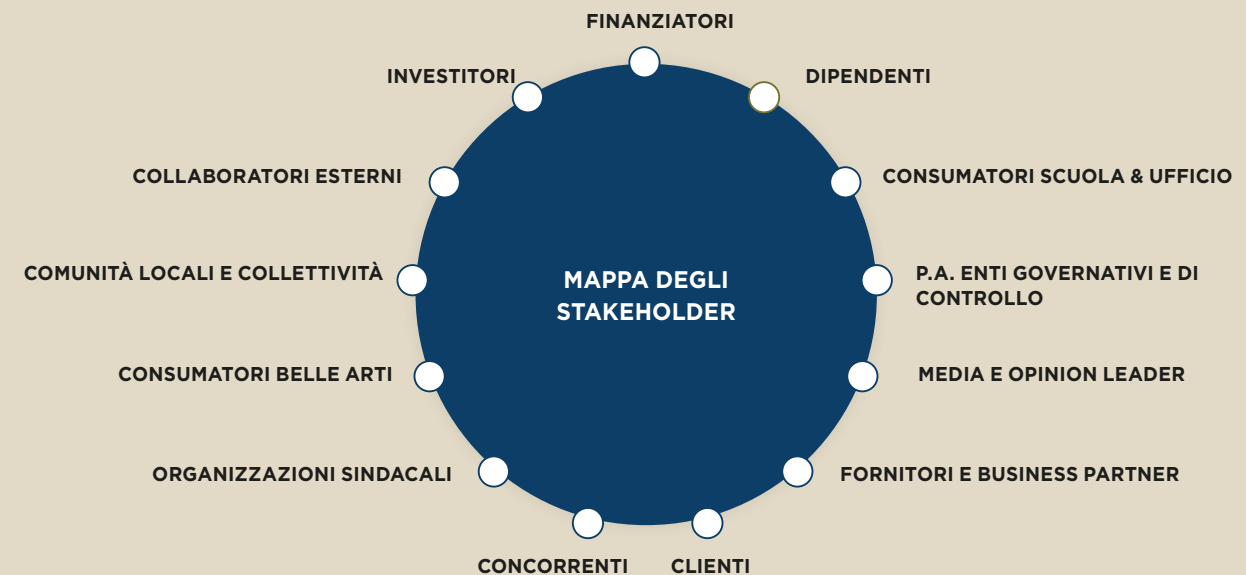 FINANZIATORI
INVESTITORI
DIPENDENTI
COLLABORATORI ESTERNI
CONSUMATORI SCUOLA & UFFICIO
COMUNITÀ LOCALI E COLLETTIVITÀ
MAPPA DEGLI
STAKEHOLDER
P.A. ENTI GOVERNATIVI E DI
CONTROLLO
CONSUMATORI BELLE ARTI
MEDIA E OPINION LEADER
ORGANIZZAZIONI SINDACALI
FORNITORI E BUSINESS PARTNER
CONCORRENTI
CLIENTI